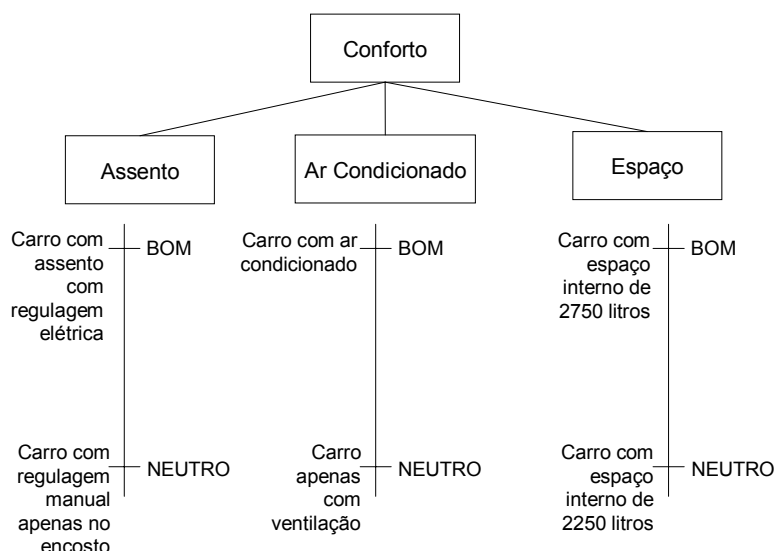 Conforto
Assento
Ar Condicionado
Espaço
Carro com
assento
com
regulagem
elétrica
BOM
Carro com ar
condicionado
BOM
Carro com
espaço
interno de
2750 litros
BOM
Carro com
regulagem
manual
apenas no
encosto
NEUTRO
Carro
apenas
com
ventilação
NEUTRO
Carro com
espaço
interno de
2250 litros
NEUTRO